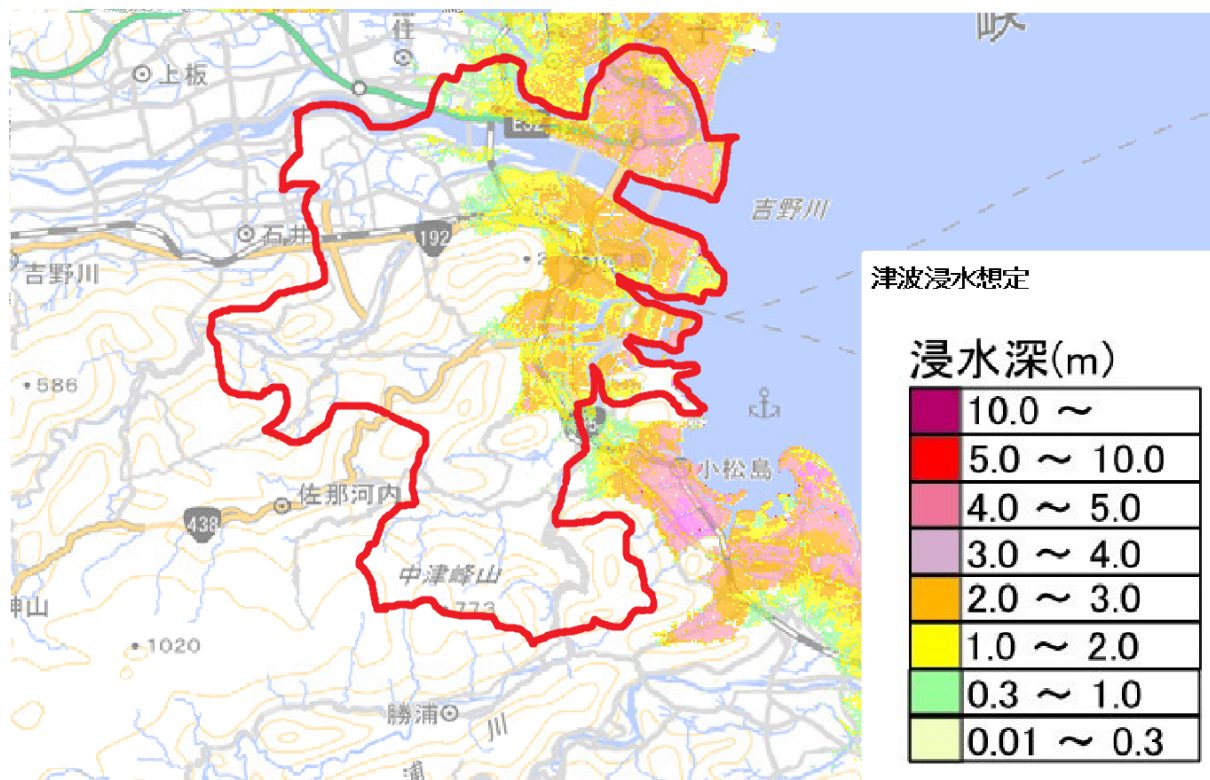 峡
住
上板
E32
吉野川
石井
192
吉野川
津波浸水想定
浸水深(m)
10.0 ～
5.0 ～ 10.0
4.0 ～ 5.0
3.0 ～ 4.0
2.0 ～ 3.0
1.0 ～ 2.0
0.3 ～ 1.0
0.01 ～ 0.3
・586
小松島
佐那河内
438
中津峰山
・773
神山
・1020
勝浦
川